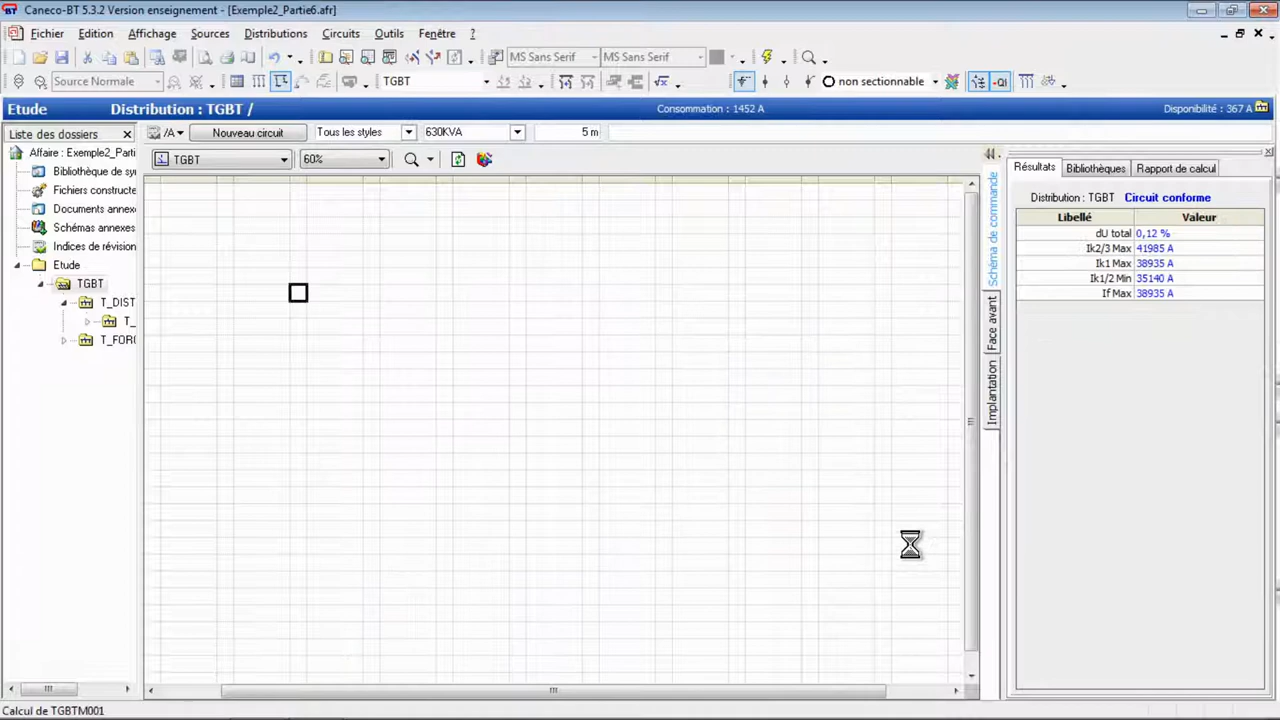 Caneco-BT 5.3.2 Version enseignement - [Exemple2_Partie6.afr]
Fichier Edition Affichage Sources Distributions Circuits Outils Fenêtre ?
MS Sans Serif MS Sans Serif
Source Normale TGBT non sectionnable
Etude Distribution : TGBT / Consommation : 1452 A Disponibilité : 367 A
Liste des dossiers
/A Nouveau circuit Tous les styles 630KVA 5 m
TGBT 60%
Affaire : Exemple2_Parti
Bibliothèque de syr
Fichiers constructe
Documents annexe
Schémas annexes
Indices de révision
Etude
TGBT
T_DIST
T_
T_FORC
Schéma de commande
Face avant
Implantation
Résultats Bibliothèques Rapport de calcul
Distribution : TGBT Circuit conforme
Libellé Valeur
dU total 0,12 %
Ik2/3 Max 41985 A
Ik1 Max 38935 A
Ik1/2 Min 35140 A
If Max 38935 A
Calcul de TGBTM001